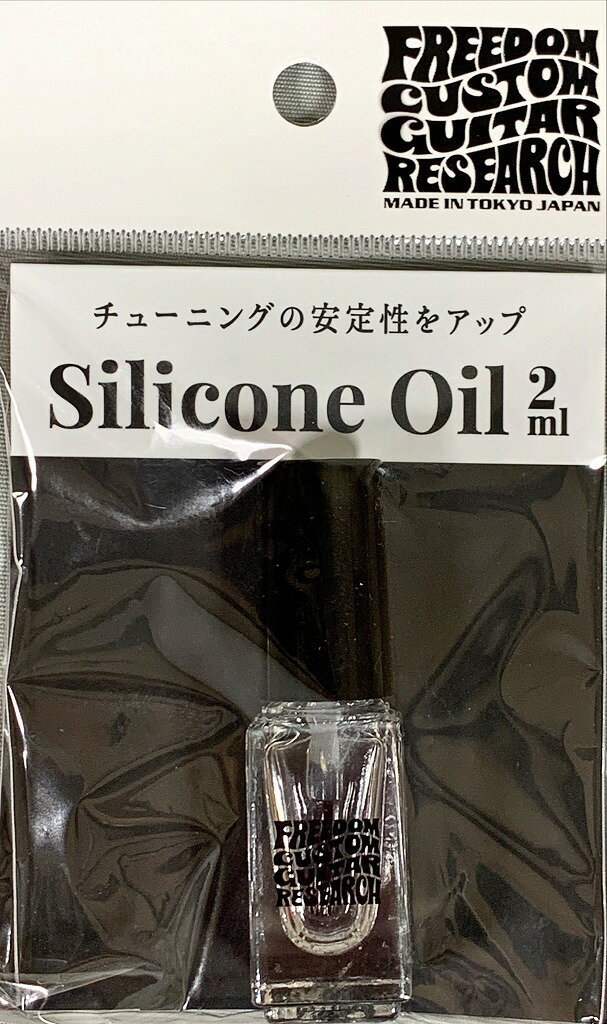 FREEDOM
CUSTOM
GUITAR
RESEARCH
MADE IN TOKYO JAPAN
チューニングの安定性をアップ
Silicone Oil 2 ml
FREEDOM
CUSTOM
GUITAR
RESEARCH